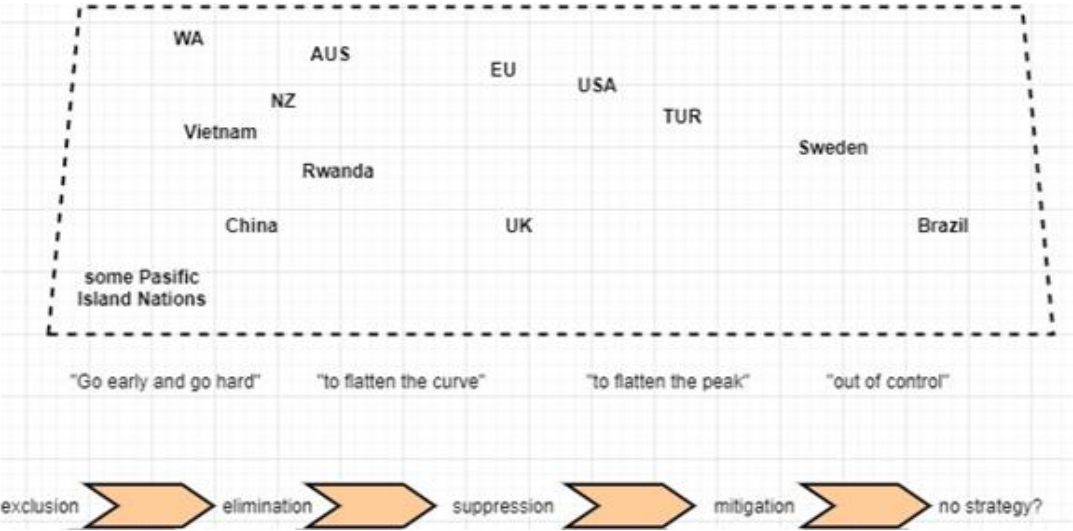 WA
AUS
EU
USA
NZ
TUR
Vietnam
Sweden
Rwanda
China
UK
Brazil
some Pasific
Island Nations
"Go early and go hard" "to flatten the curve" "to flatten the peak" "out of control"
exclusion elimination suppression mitigation no strategy?